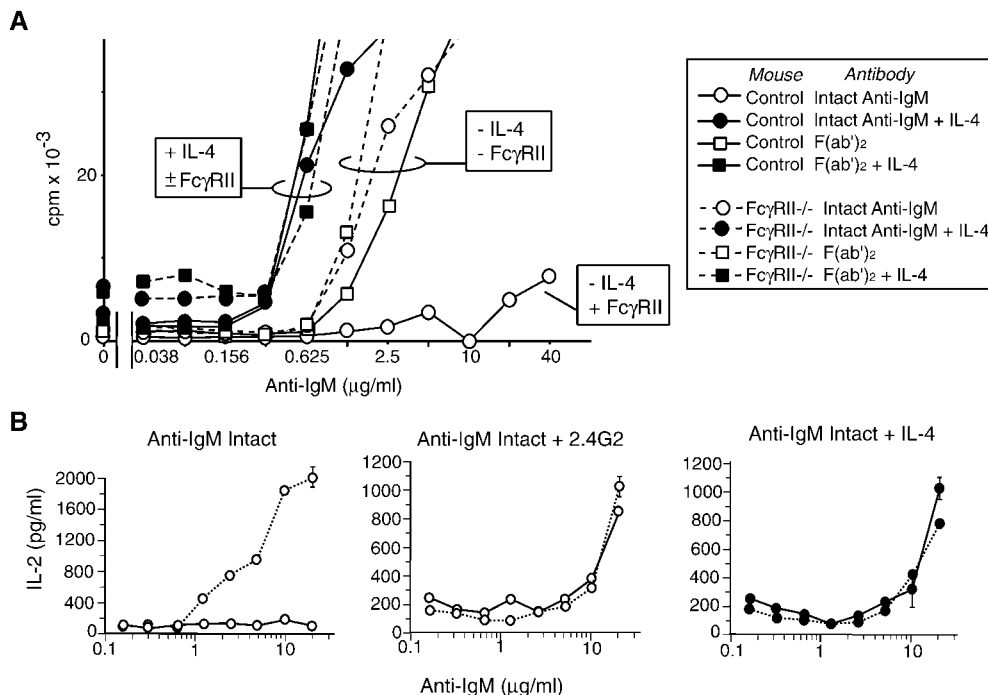 A
cpm x 10⁻³
20
0
+ IL-4
± FcγRII
- IL-4
- FcγRII
- IL-4
+ FcγRII
0 0.038 0.156 0.625 2.5 10 40
Anti-IgM (μg/ml)
Mouse Antibody
Control Intact Anti-IgM
Control Intact Anti-IgM + IL-4
Control F(ab')₂
Control F(ab')₂ + IL-4
FcγRII-/- Intact Anti-IgM
FcγRII-/- Intact Anti-IgM + IL-4
FcγRII-/- F(ab')₂
FcγRII-/- F(ab')₂ + IL-4
B
Anti-IgM Intact
IL-2 (pg/ml)
2000
1600
1200
800
400
0
0.1 1 10
Anti-IgM Intact + 2.4G2
1200
1000
800
600
400
200
0
0.1 1 10
Anti-IgM Intact + IL-4
1200
1000
800
600
400
200
0
0.1 1 10
Anti-IgM (μg/ml)